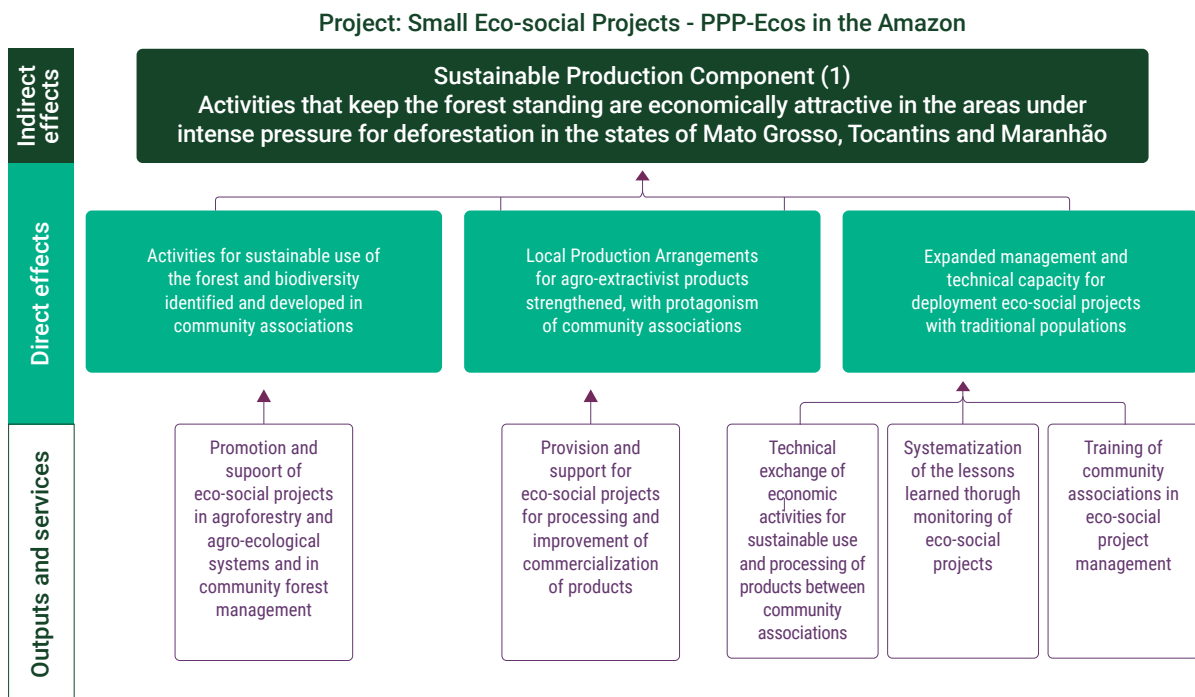 Project: Small Eco-social Projects - PPP-Ecos in the Amazon
Indirect
effects
Sustainable Production Component (1)
Activities that keep the forest standing are economically attractive in the areas under
intense pressure for deforestation in the states of Mato Grosso, Tocantins and Maranhão
Direct effects
Activities for sustainable use of
the forest and biodiversity
identified and developed in
community associations
Local Production Arrangements
for agro-extractivist products
strengthened, with protagonism
of community associations
Expanded management and
technical capacity for
deployment eco-social projects
with traditional populations
Outputs and services
Promotion and
supoort of
eco-social projects
in agroforestry and
agro-ecological
systems and in
community forest
management
Provision and
support for
eco-social projects
for processing and
improvement of
commercialization
of products
Technical
exchange of
economic
activities for
sustainable use
and processing of
products between
community
associations
Systematization
of the lessons
learned thorugh
monitoring of
eco-social
projects
Training of
community
associations in
eco-social
project
management